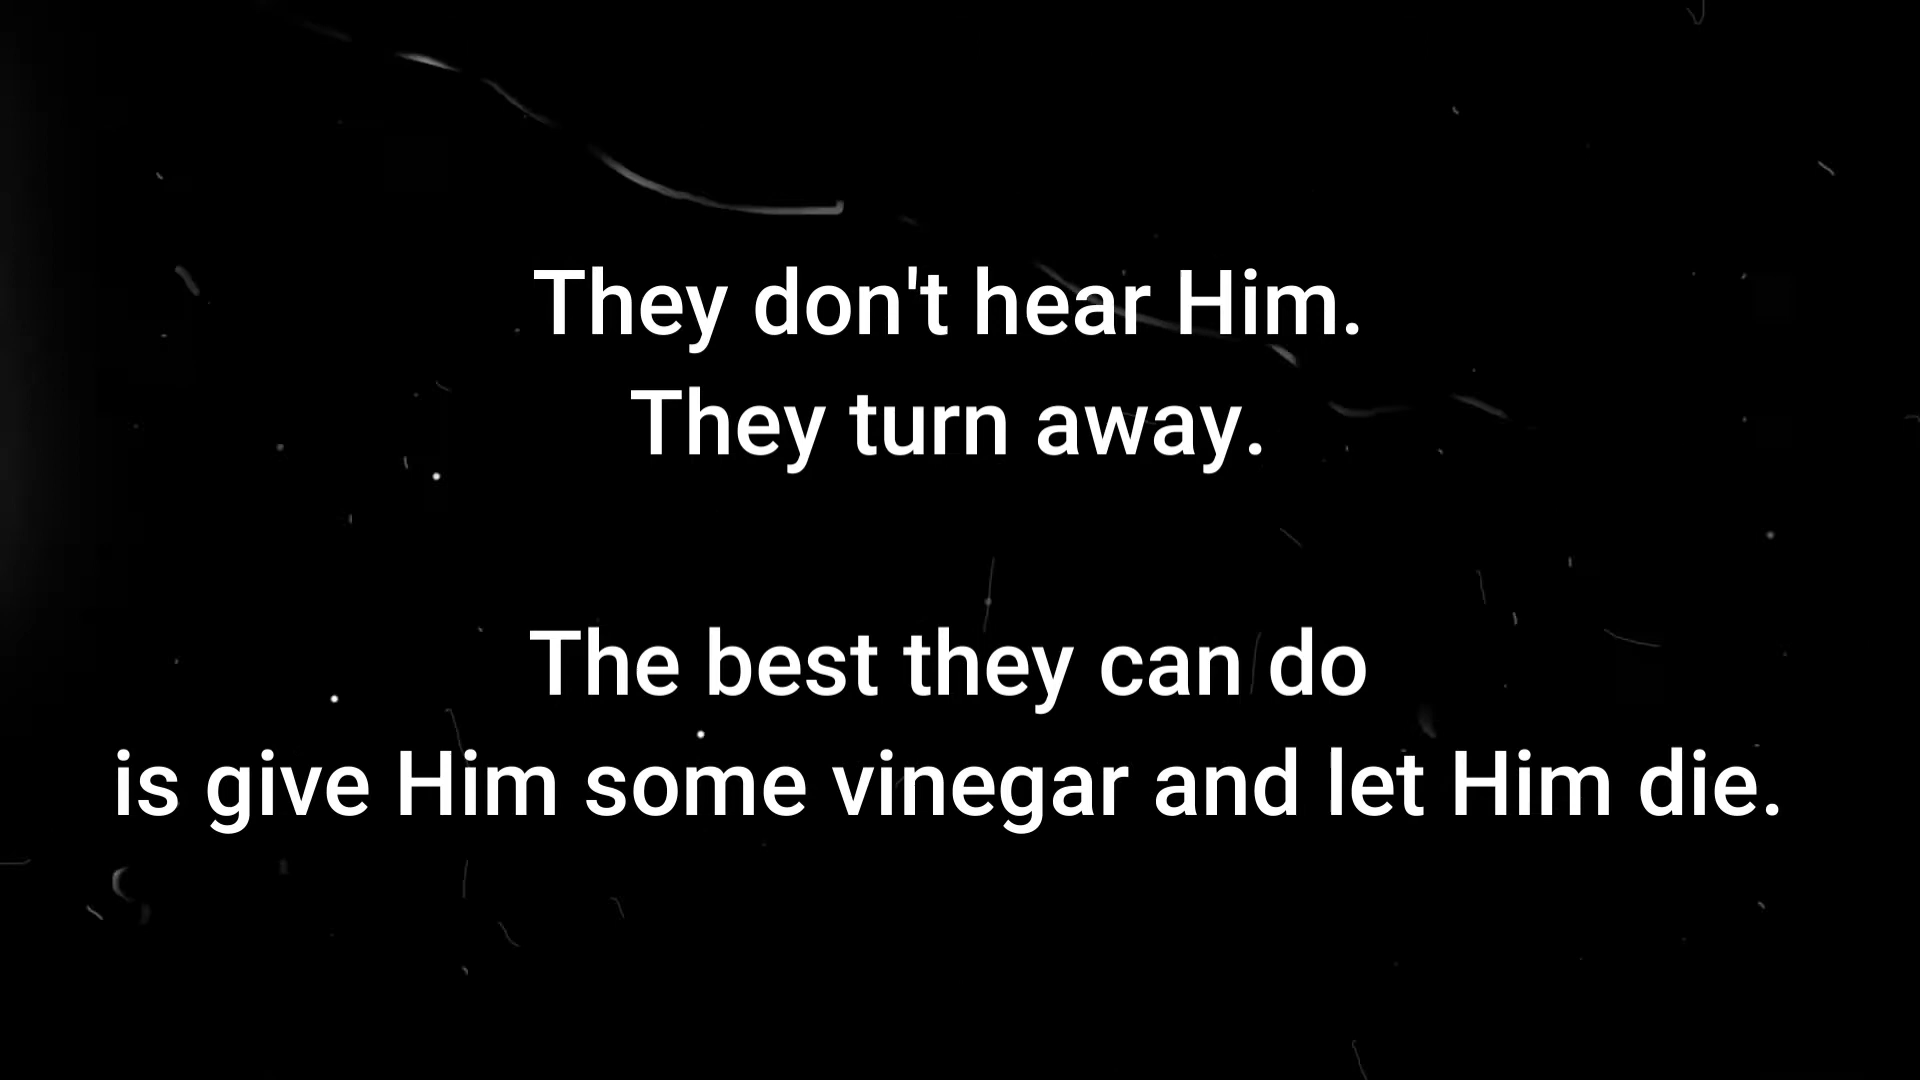 They don't hear Him.
They turn away.
The best they can do
is give Him some vinegar and let Him die.